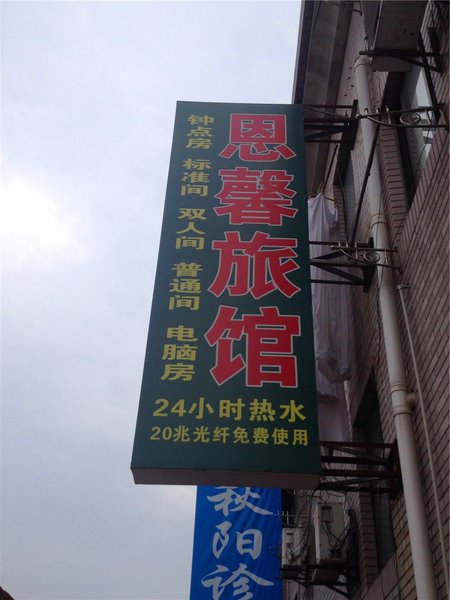 恩馨旅馆
钟点房 标准间 双人间 普通间 电脑房
24小时热水
20兆光纤免费使用
秋阳诊